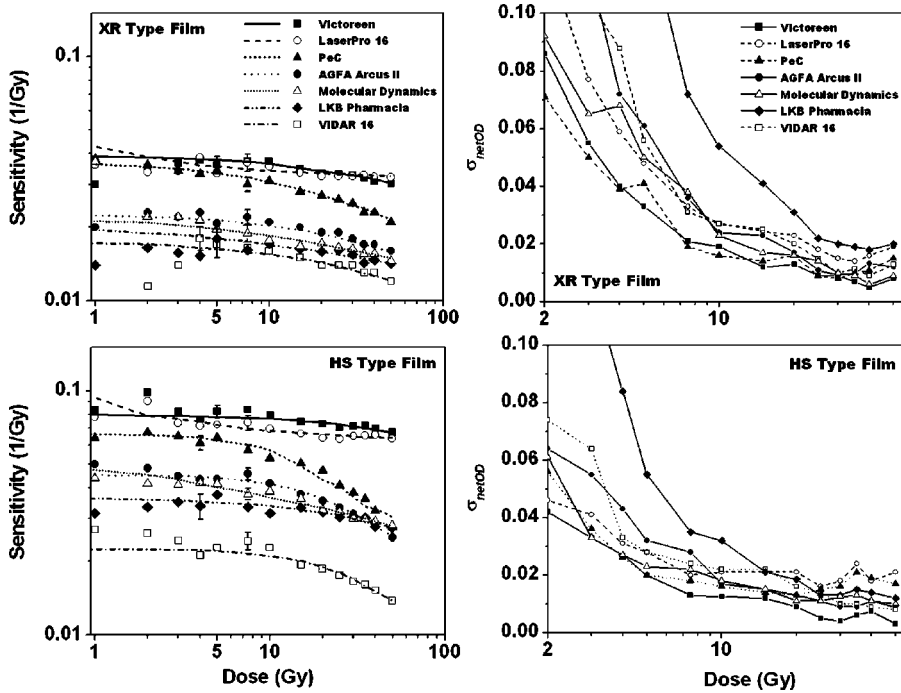 XR Type Film
Victoreen
LaserPro 16
PeC
AGFA Arcus II
Molecular Dynamics
LKB Pharmacia
VIDAR 16
Sensitivity (1/Gy)
0.1
0.01
1
5
10
50
100
0.10
0.08
0.06
0.04
0.02
0.00
σnetOD
Victoreen
LaserPro 16
PeC
AGFA Arcus II
Molecular Dynamics
LKB Pharmacia
VIDAR 16
XR Type Film
2
10
HS Type Film
Sensitivity (1/Gy)
0.1
0.01
1
5
10
50
100
Dose (Gy)
HS Type Film
0.10
0.08
0.06
0.04
0.02
0.00
σnetOD
2
10
Dose (Gy)